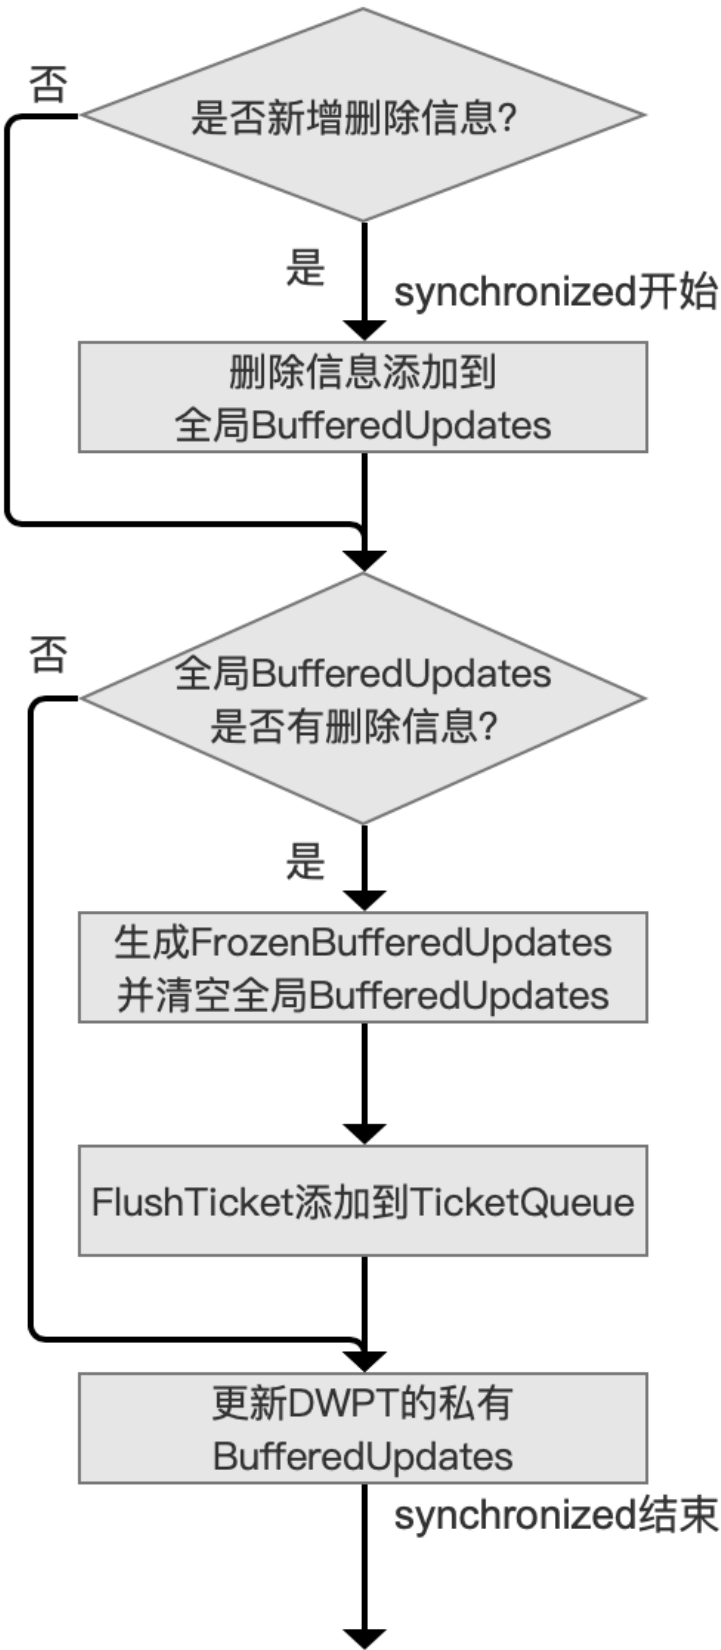 否
是否新增删除信息?
是
synchronized开始
删除信息添加到
全局BufferedUpdates
否
全局BufferedUpdates
是否有删除信息?
是
生成FrozenBufferedUpdates
并清空全局BufferedUpdates
FlushTicket添加到TicketQueue
更新DWPT的私有
BufferedUpdates
synchronized结束